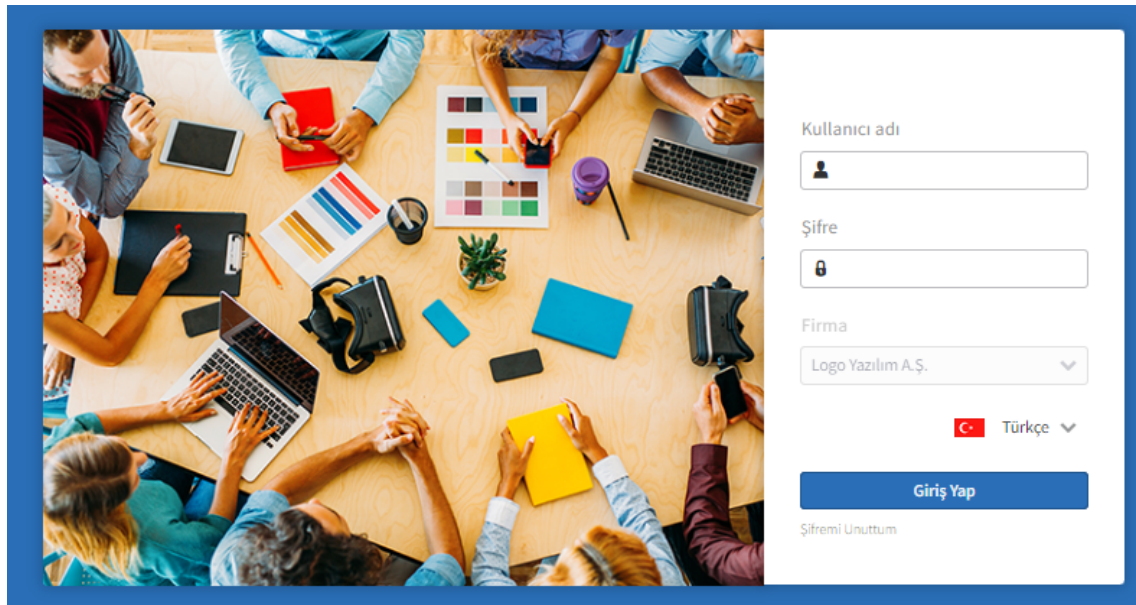 Kullanıcı adı
Şifre
Firma
Logo Yazılım A.Ş.
Türkçe
Giriş Yap
Şifremi Unuttum